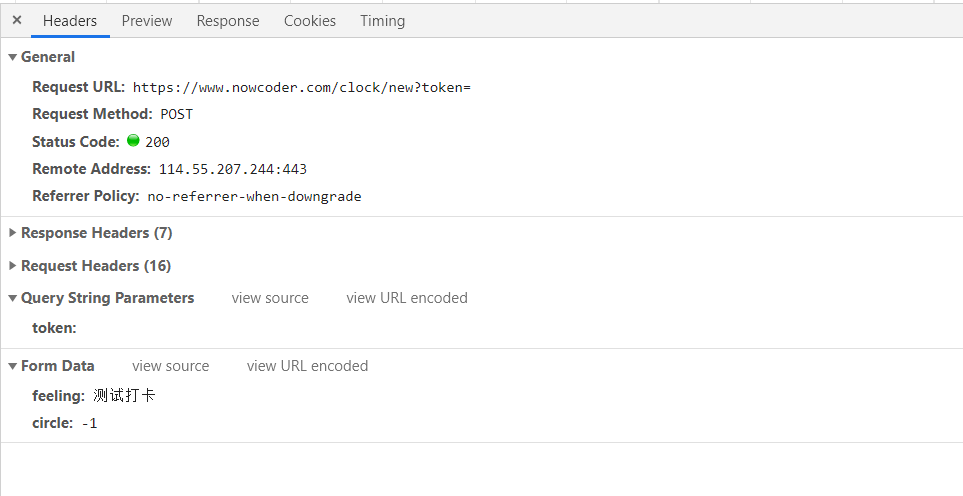 × Headers Preview Response Cookies Timing
General
Request URL: https://www.nowcoder.com/clock/new?token=
Request Method: POST
Status Code: 200
Remote Address: 114.55.207.244:443
Referrer Policy: no-referrer-when-downgrade
Response Headers (7)
Request Headers (16)
Query String Parameters view source view URL encoded
token:
Form Data view source view URL encoded
feeling: 测试打卡
circle: -1